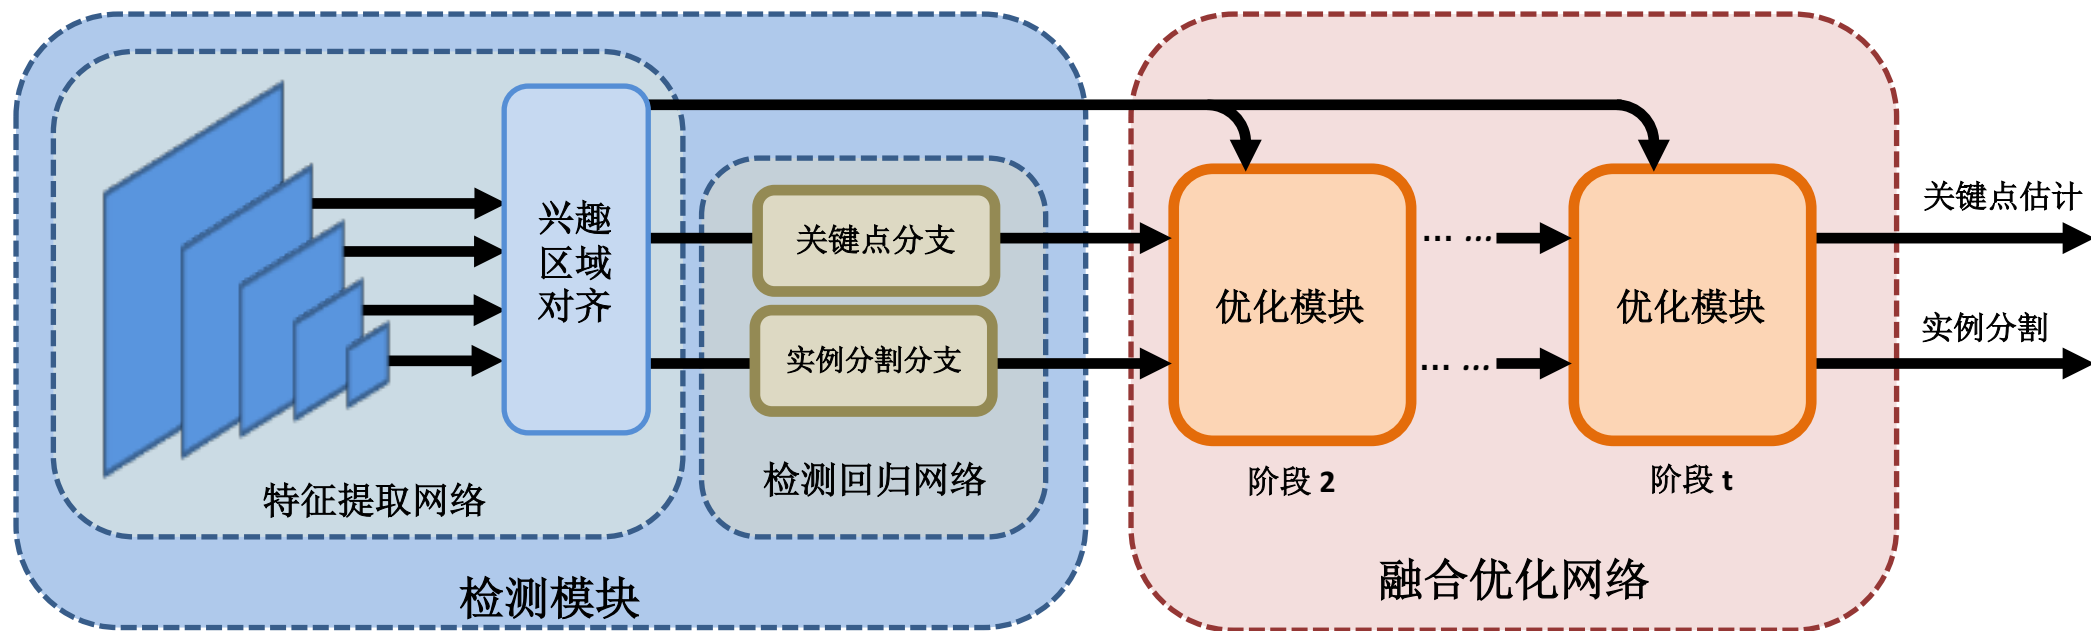 兴趣
区域
对齐
特征提取网络
关键点分支
实例分割分支
检测回归网络
检测模块
优化模块
阶段 2
... ...
... ...
优化模块
阶段 t
融合优化网络
关键点估计
实例分割